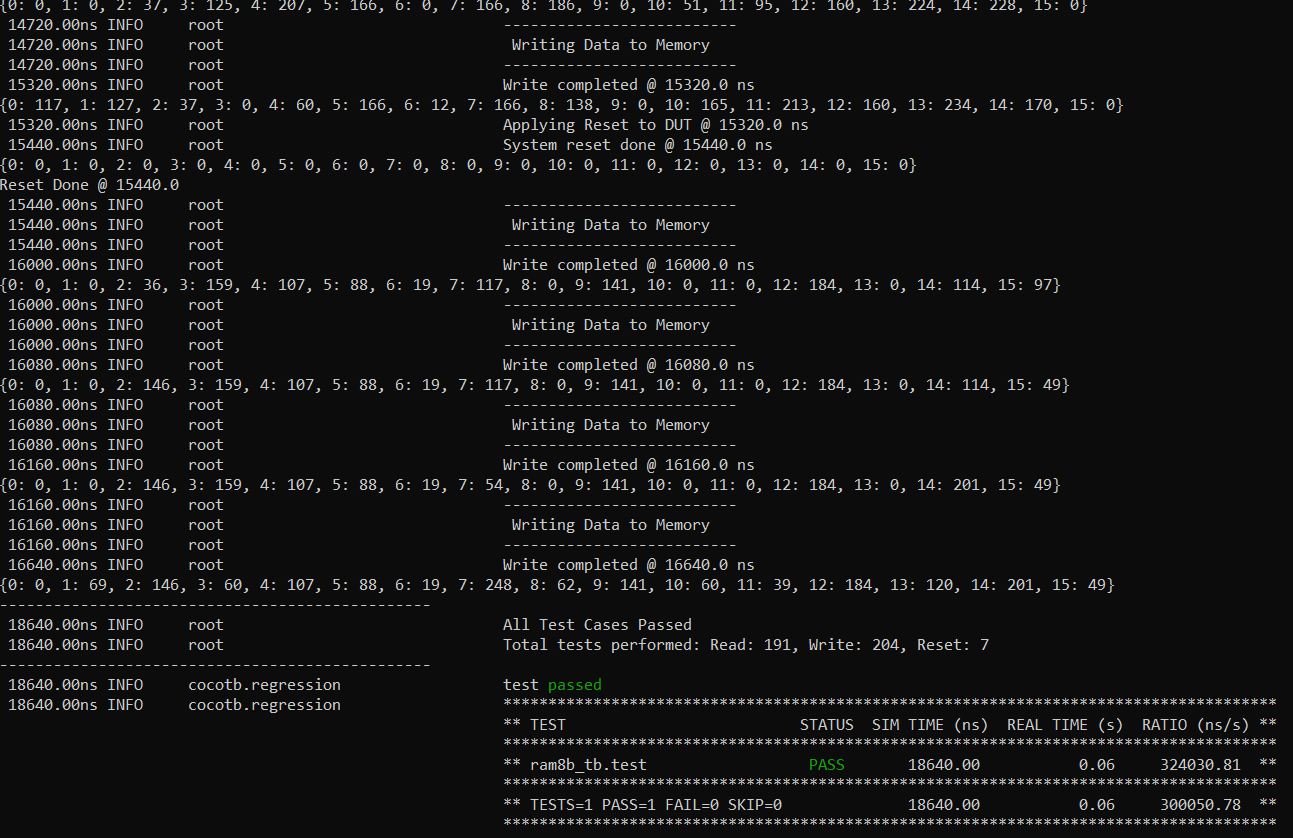 {0: 0, 1: 0, 2: 37, 3: 125, 4: 207, 5: 166, 6: 0, 7: 166, 8: 186, 9: 0, 10: 51, 11: 95, 12: 160, 13: 224, 14: 228, 15: 0}
14720.00ns INFO     root                               --------------------------
14720.00ns INFO     root                                Writing Data to Memory
14720.00ns INFO     root                               --------------------------
15320.00ns INFO     root                               Write completed @ 15320.0 ns
{0: 117, 1: 127, 2: 37, 3: 0, 4: 60, 5: 166, 6: 12, 7: 166, 8: 138, 9: 0, 10: 165, 11: 213, 12: 160, 13: 234, 14: 170, 15: 0}
15320.00ns INFO     root                               Applying Reset to DUT @ 15320.0 ns
15440.00ns INFO     root                               System reset done @ 15440.0 ns
{0: 0, 1: 0, 2: 0, 3: 0, 4: 0, 5: 0, 6: 0, 7: 0, 8: 0, 9: 0, 10: 0, 11: 0, 12: 0, 13: 0, 14: 0, 15: 0}
Reset Done @ 15440.0
15440.00ns INFO     root                               --------------------------
15440.00ns INFO     root                                Writing Data to Memory
15440.00ns INFO     root                               --------------------------
16000.00ns INFO     root                               Write completed @ 16000.0 ns
{0: 0, 1: 0, 2: 36, 3: 159, 4: 107, 5: 88, 6: 19, 7: 117, 8: 0, 9: 141, 10: 0, 11: 0, 12: 184, 13: 0, 14: 114, 15: 97}
16000.00ns INFO     root                               --------------------------
16000.00ns INFO     root                                Writing Data to Memory
16000.00ns INFO     root                               --------------------------
16080.00ns INFO     root                               Write completed @ 16080.0 ns
{0: 0, 1: 0, 2: 146, 3: 159, 4: 107, 5: 88, 6: 19, 7: 117, 8: 0, 9: 141, 10: 0, 11: 0, 12: 184, 13: 0, 14: 114, 15: 49}
16080.00ns INFO     root                               --------------------------
16080.00ns INFO     root                                Writing Data to Memory
16080.00ns INFO     root                               --------------------------
16160.00ns INFO     root                               Write completed @ 16160.0 ns
{0: 0, 1: 0, 2: 146, 3: 159, 4: 107, 5: 88, 6: 19, 7: 54, 8: 0, 9: 141, 10: 0, 11: 0, 12: 184, 13: 0, 14: 201, 15: 49}
16160.00ns INFO     root                               --------------------------
16160.00ns INFO     root                                Writing Data to Memory
16160.00ns INFO     root                               --------------------------
16640.00ns INFO     root                               Write completed @ 16640.0 ns
{0: 0, 1: 69, 2: 146, 3: 60, 4: 107, 5: 88, 6: 19, 7: 248, 8: 62, 9: 141, 10: 60, 11: 39, 12: 184, 13: 120, 14: 201, 15: 49}
------------------------------------------------
18640.00ns INFO     root                               All Test Cases Passed
18640.00ns INFO     root                               Total tests performed: Read: 191, Write: 204, Reset: 7
------------------------------------------------
18640.00ns INFO     cocotb.regression                  test passed
18640.00ns INFO     cocotb.regression                  **************************************************************************************
** TEST                          STATUS  SIM TIME (ns)  REAL TIME (s)  RATIO (ns/s) **
**************************************************************************************
** ram8b_tb.test                  PASS       18640.00           0.06     324030.81  **
**************************************************************************************
** TESTS=1 PASS=1 FAIL=0 SKIP=0              18640.00           0.06     300050.78  **
**************************************************************************************